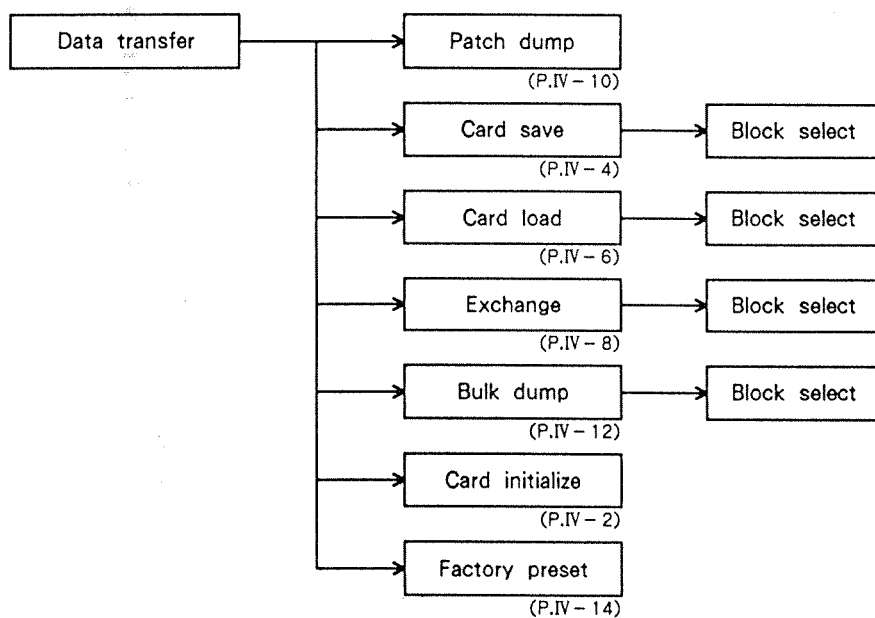 Data transfer
Patch dump
(P.Ⅳ－10)
Card save
Block select
(P.Ⅳ－4)
Card load
Block select
(P.Ⅳ－6)
Exchange
Block select
(P.Ⅳ－8)
Bulk dump
Block select
(P.Ⅳ－12)
Card initialize
(P.Ⅳ－2)
Factory preset
(P.Ⅳ－14)